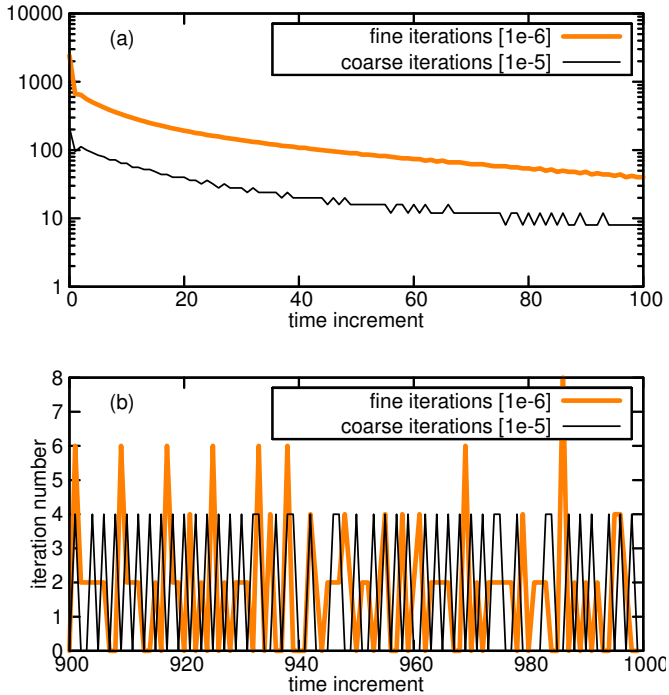 10000
(a)
fine iterations [1e-6]
coarse iterations [1e-5]
1000
100
10
1
0 20 40 60 80 100
time increment
8
(b)
fine iterations [1e-6]
coarse iterations [1e-5]
7
6
5
4
3
2
1
0
iteration number
900 920 940 960 980 1000
time increment